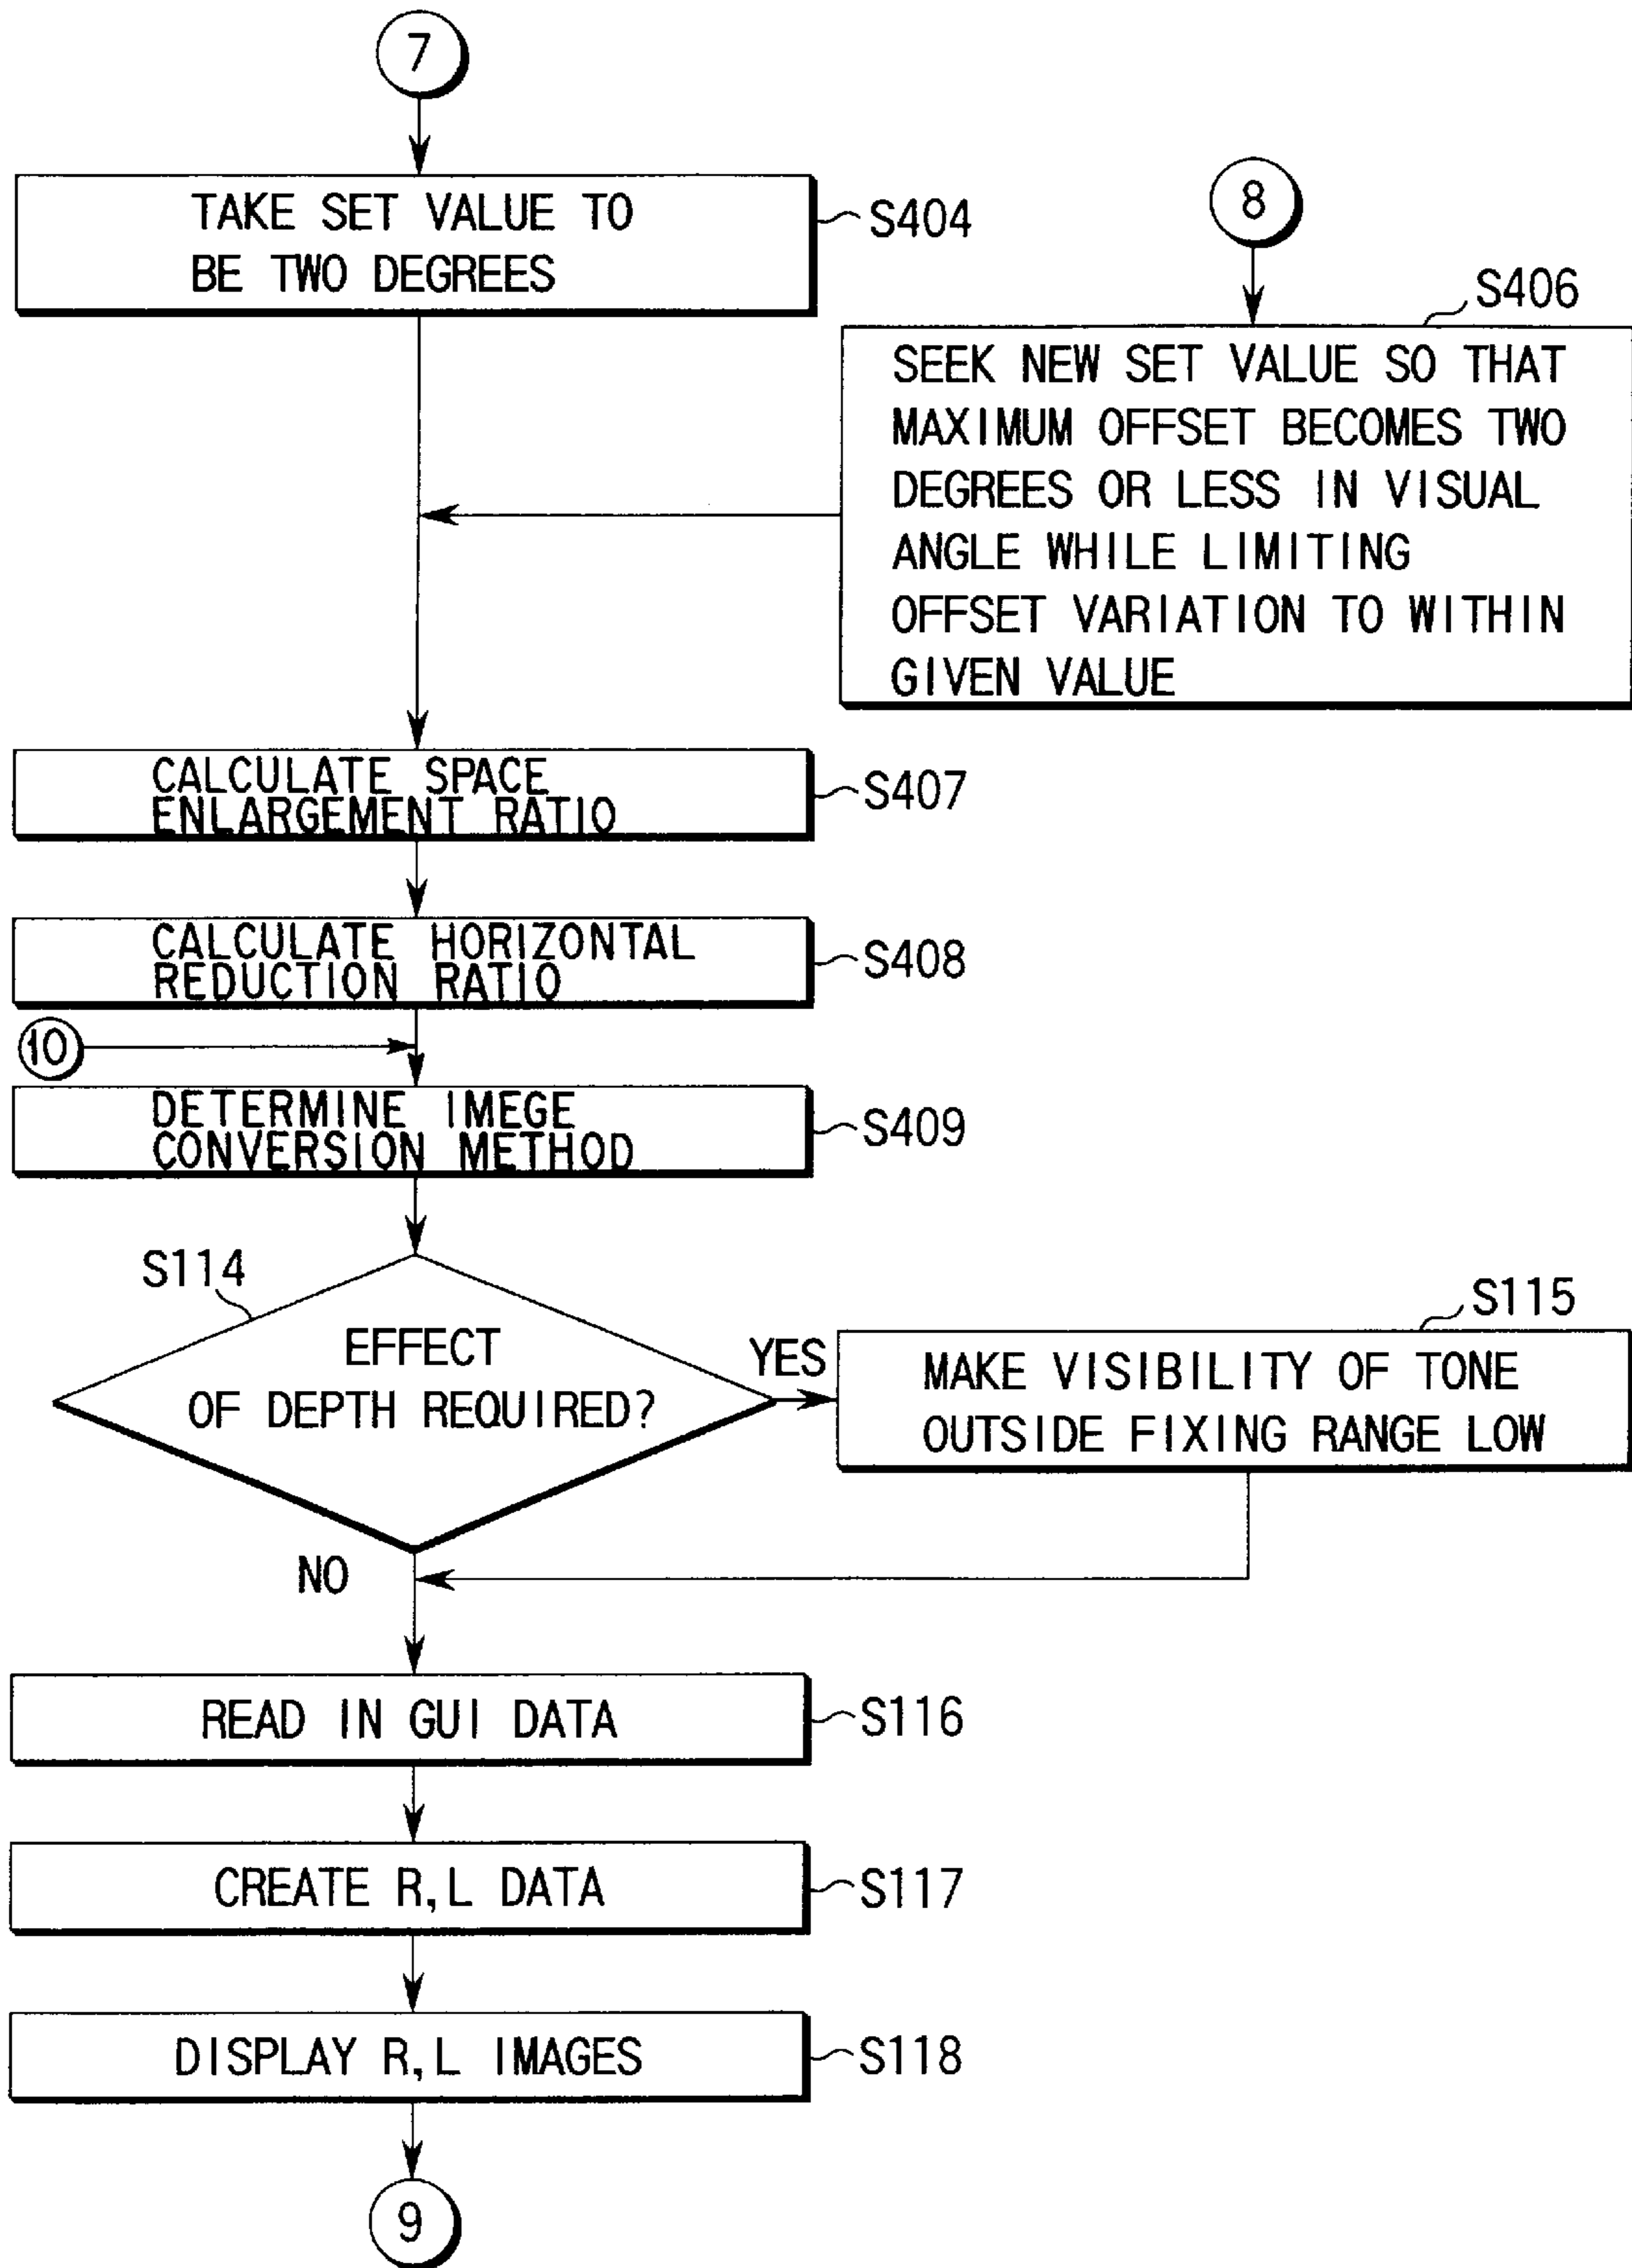 7
TAKE SET VALUE TO
BE TWO DEGREES
S404
8
S406
SEEK NEW SET VALUE SO THAT
MAXIMUM OFFSET BECOMES TWO
DEGREES OR LESS IN VISUAL
ANGLE WHILE LIMITING
OFFSET VARIATION TO WITHIN
GIVEN VALUE
CALCULATE SPACE
ENLARGEMENT RATIO
S407
CALCULATE HORIZONTAL
REDUCTION RATIO
S408
10
DETERMINE IMEGE
CONVERSION METHOD
S409
S114
EFFECT
OF DEPTH REQUIRED?
YES
S115
MAKE VISIBILITY OF TONE
OUTSIDE FIXING RANGE LOW
NO
READ IN GUI DATA
S116
CREATE R,L DATA
S117
DISPLAY R,L IMAGES
S118
9